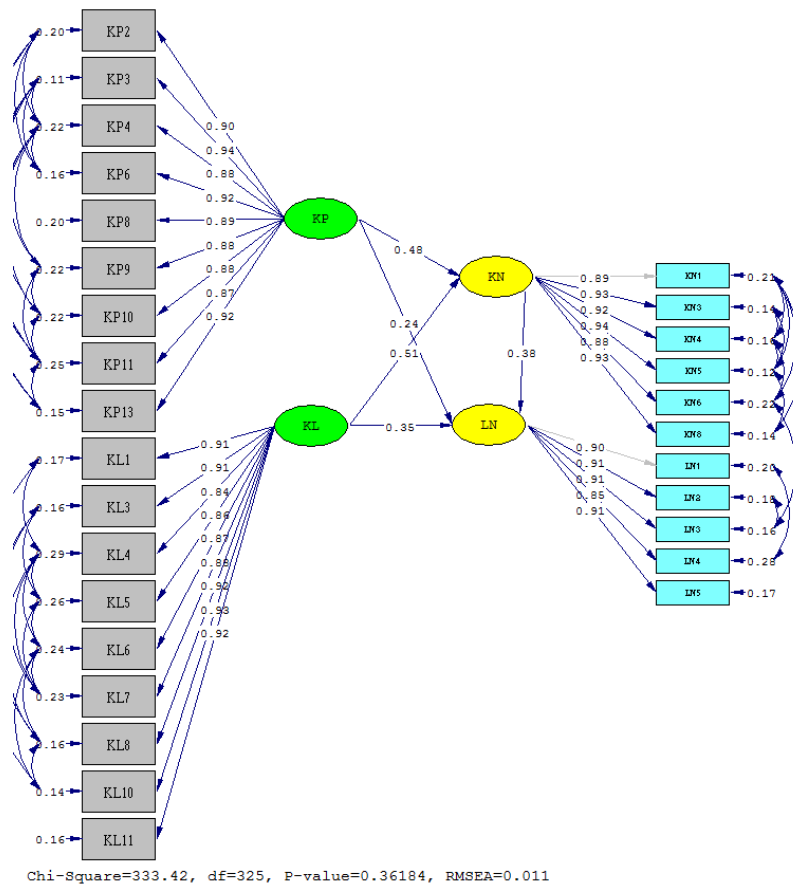 0.20 KP2
0.11 KP3
0.22 KP4
0.16 KP6
0.20 KP8
0.22 KP9
0.22 KP10
0.25 KP11
0.15 KP13
0.17 KL1
0.16 KL3
0.29 KL4
0.26 KL5
0.24 KL6
0.23 KL7
0.16 KL8
0.14 KL10
0.16 KL11
0.90
0.94
0.88
0.92
0.89
0.88
0.88
0.87
0.92
0.91
0.91
0.84
0.86
0.87
0.88
0.92
0.93
0.92
KP
KL
0.48
0.24
0.51
0.35
0.38
KN
LN
0.89
0.93
0.92
0.94
0.88
0.93
0.90
0.91
0.91
0.85
0.91
KN1 0.21
KN3 0.14
KN4 0.16
KN5 0.12
KN6 0.22
KN8 0.14
LN1 0.20
LN2 0.18
LN3 0.16
LN4 0.28
LN5 0.17
Chi-Square=333.42, df=325, P-value=0.36184, RMSEA=0.011